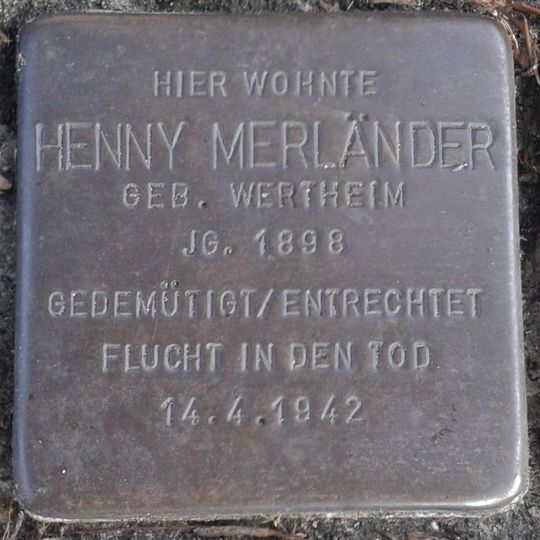 HIER WOHNTE
HENNY MERLÄNDER
GEB. WERTHEIM
JG. 1898
GEDEMÜTIGT/ENTRECHTET
FLUCHT IN DEN TOD
14.4.1942